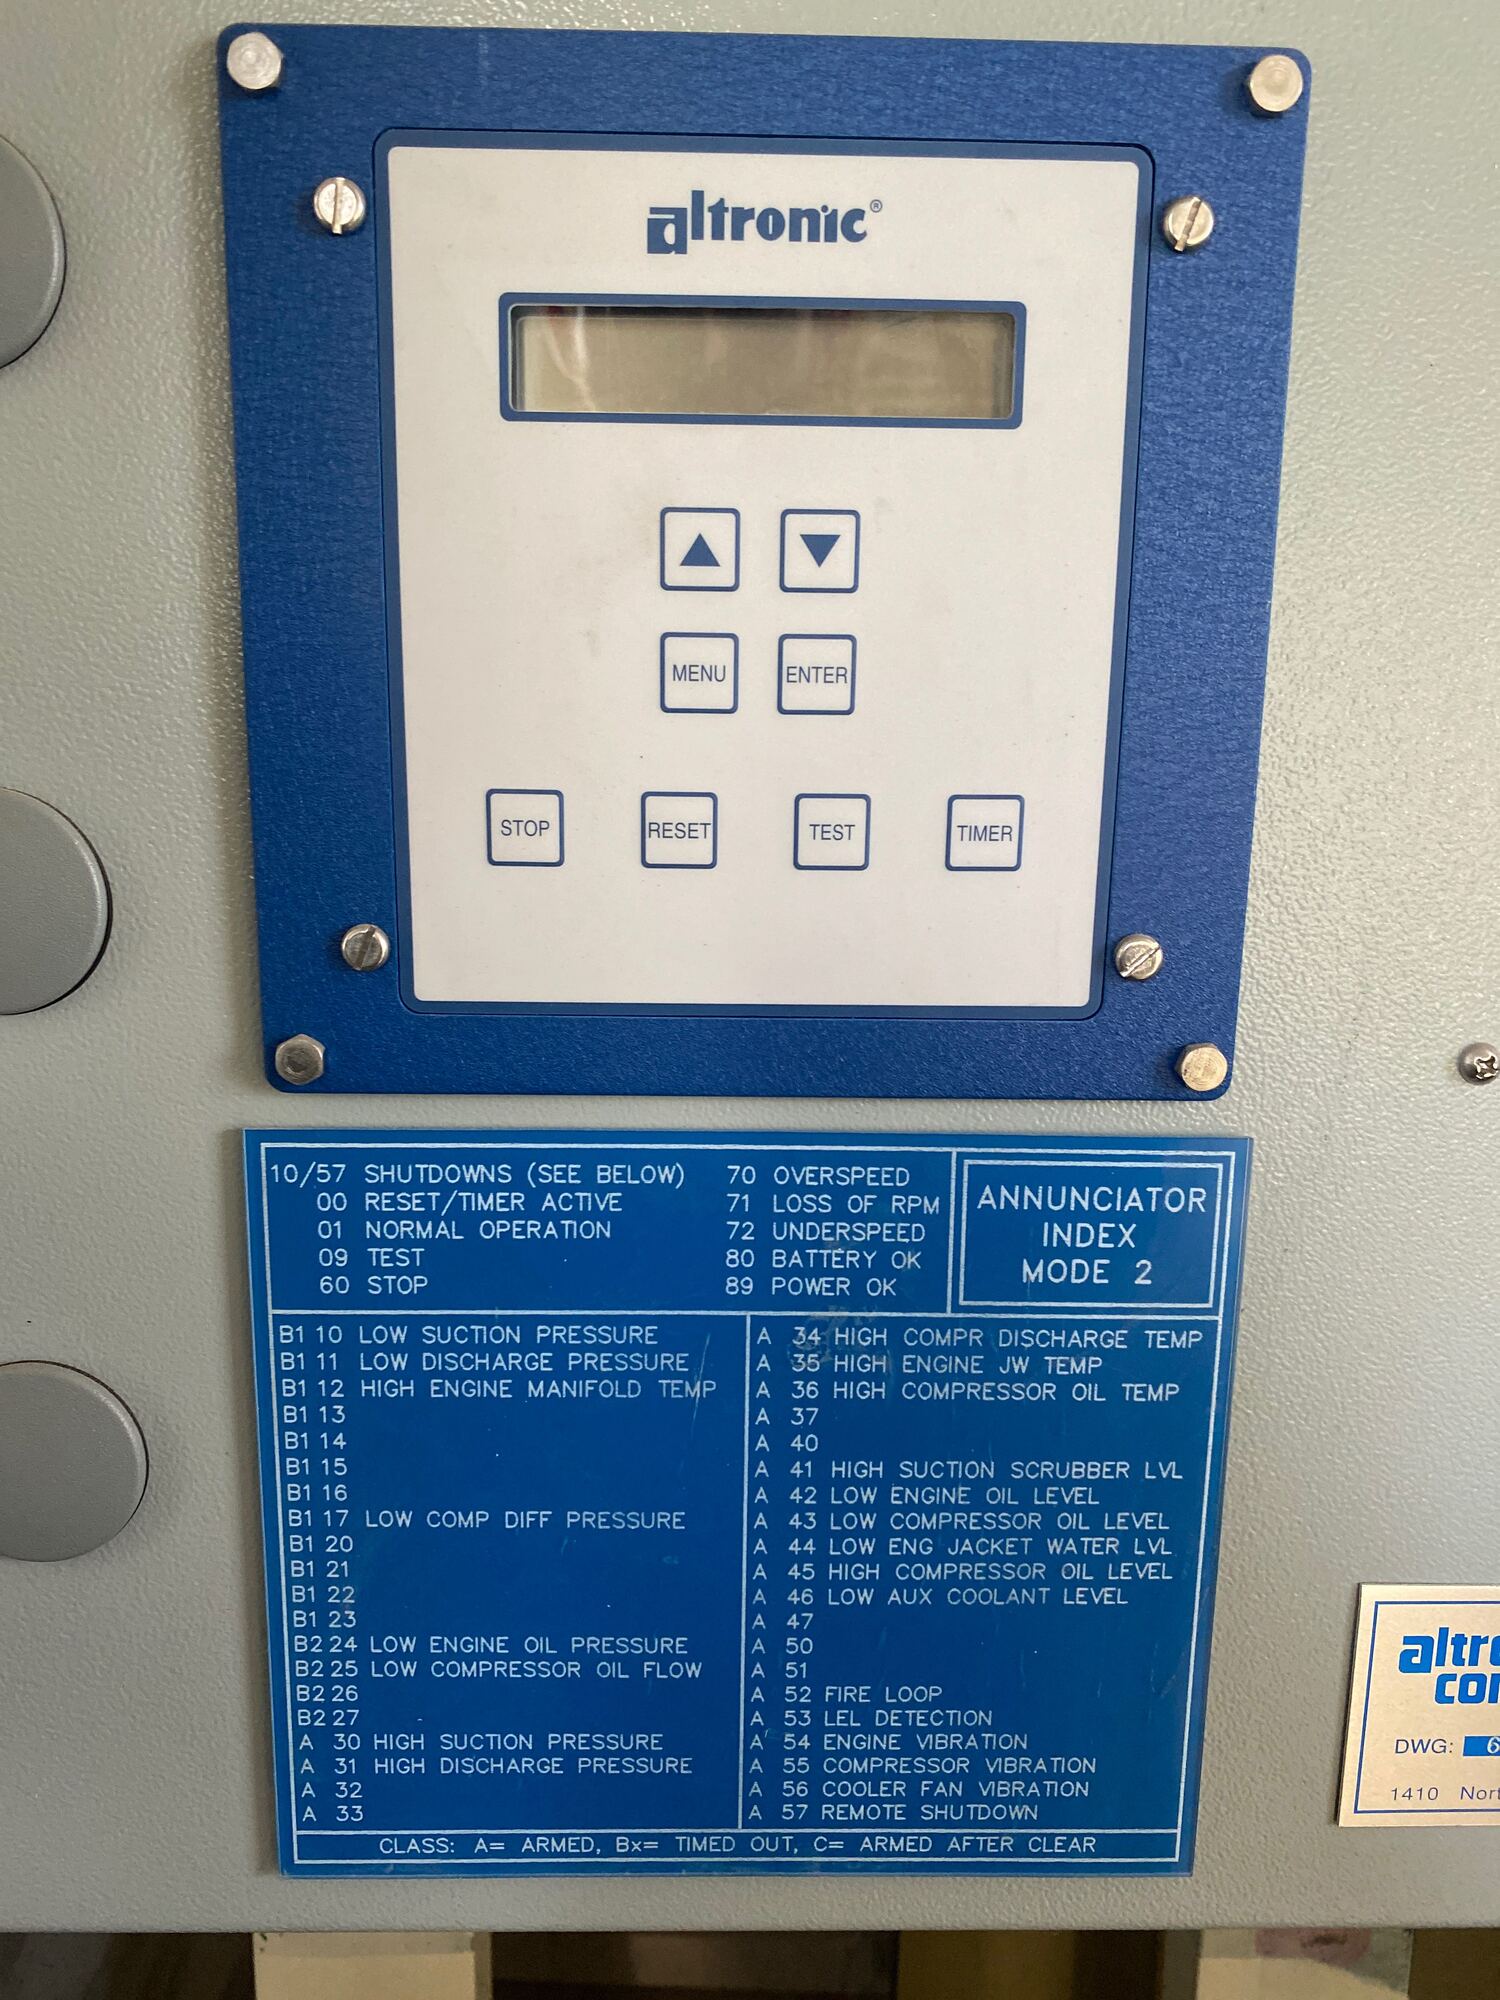 altronic®
MENU ENTER
STOP RESET TEST TIMER
10/57 SHUTDOWNS (SEE BELOW)
00 RESET/TIMER ACTIVE
01 NORMAL OPERATION
09 TEST
60 STOP
70 OVERSPEED
71 LOSS OF RPM
72 UNDERSPEED
80 BATTERY OK
89 POWER OK
ANNUNCIATOR
INDEX
MODE 2
B1 10 LOW SUCTION PRESSURE
B1 11 LOW DISCHARGE PRESSURE
B1 12 HIGH ENGINE MANIFOLD TEMP
B1 13
B1 14
B1 15
B1 16
B1 17 LOW COMP DIFF PRESSURE
B1 20
B1 21
B1 22
B1 23
B2 24 LOW ENGINE OIL PRESSURE
B2 25 LOW COMPRESSOR OIL FLOW
B2 26
B2 27
A 30 HIGH SUCTION PRESSURE
A 31 HIGH DISCHARGE PRESSURE
A 32
A 33
A 34 HIGH COMPR DISCHARGE TEMP
A 35 HIGH ENGINE JW TEMP
A 36 HIGH COMPRESSOR OIL TEMP
A 37
A 40
A 41 HIGH SUCTION SCRUBBER LVL
A 42 LOW ENGINE OIL LEVEL
A 43 LOW COMPRESSOR OIL LEVEL
A 44 LOW ENG JACKET WATER LVL
A 45 HIGH COMPRESSOR OIL LEVEL
A 46 LOW AUX COOLANT LEVEL
A 47
A 50
A 51
A 52 FIRE LOOP
A 53 LEL DETECTION
A 54 ENGINE VIBRATION
A 55 COMPRESSOR VIBRATION
A 56 COOLER FAN VIBRATION
A 57 REMOTE SHUTDOWN
CLASS: A= ARMED, Bx= TIMED OUT, C= ARMED AFTER CLEAR
DWG:
1410